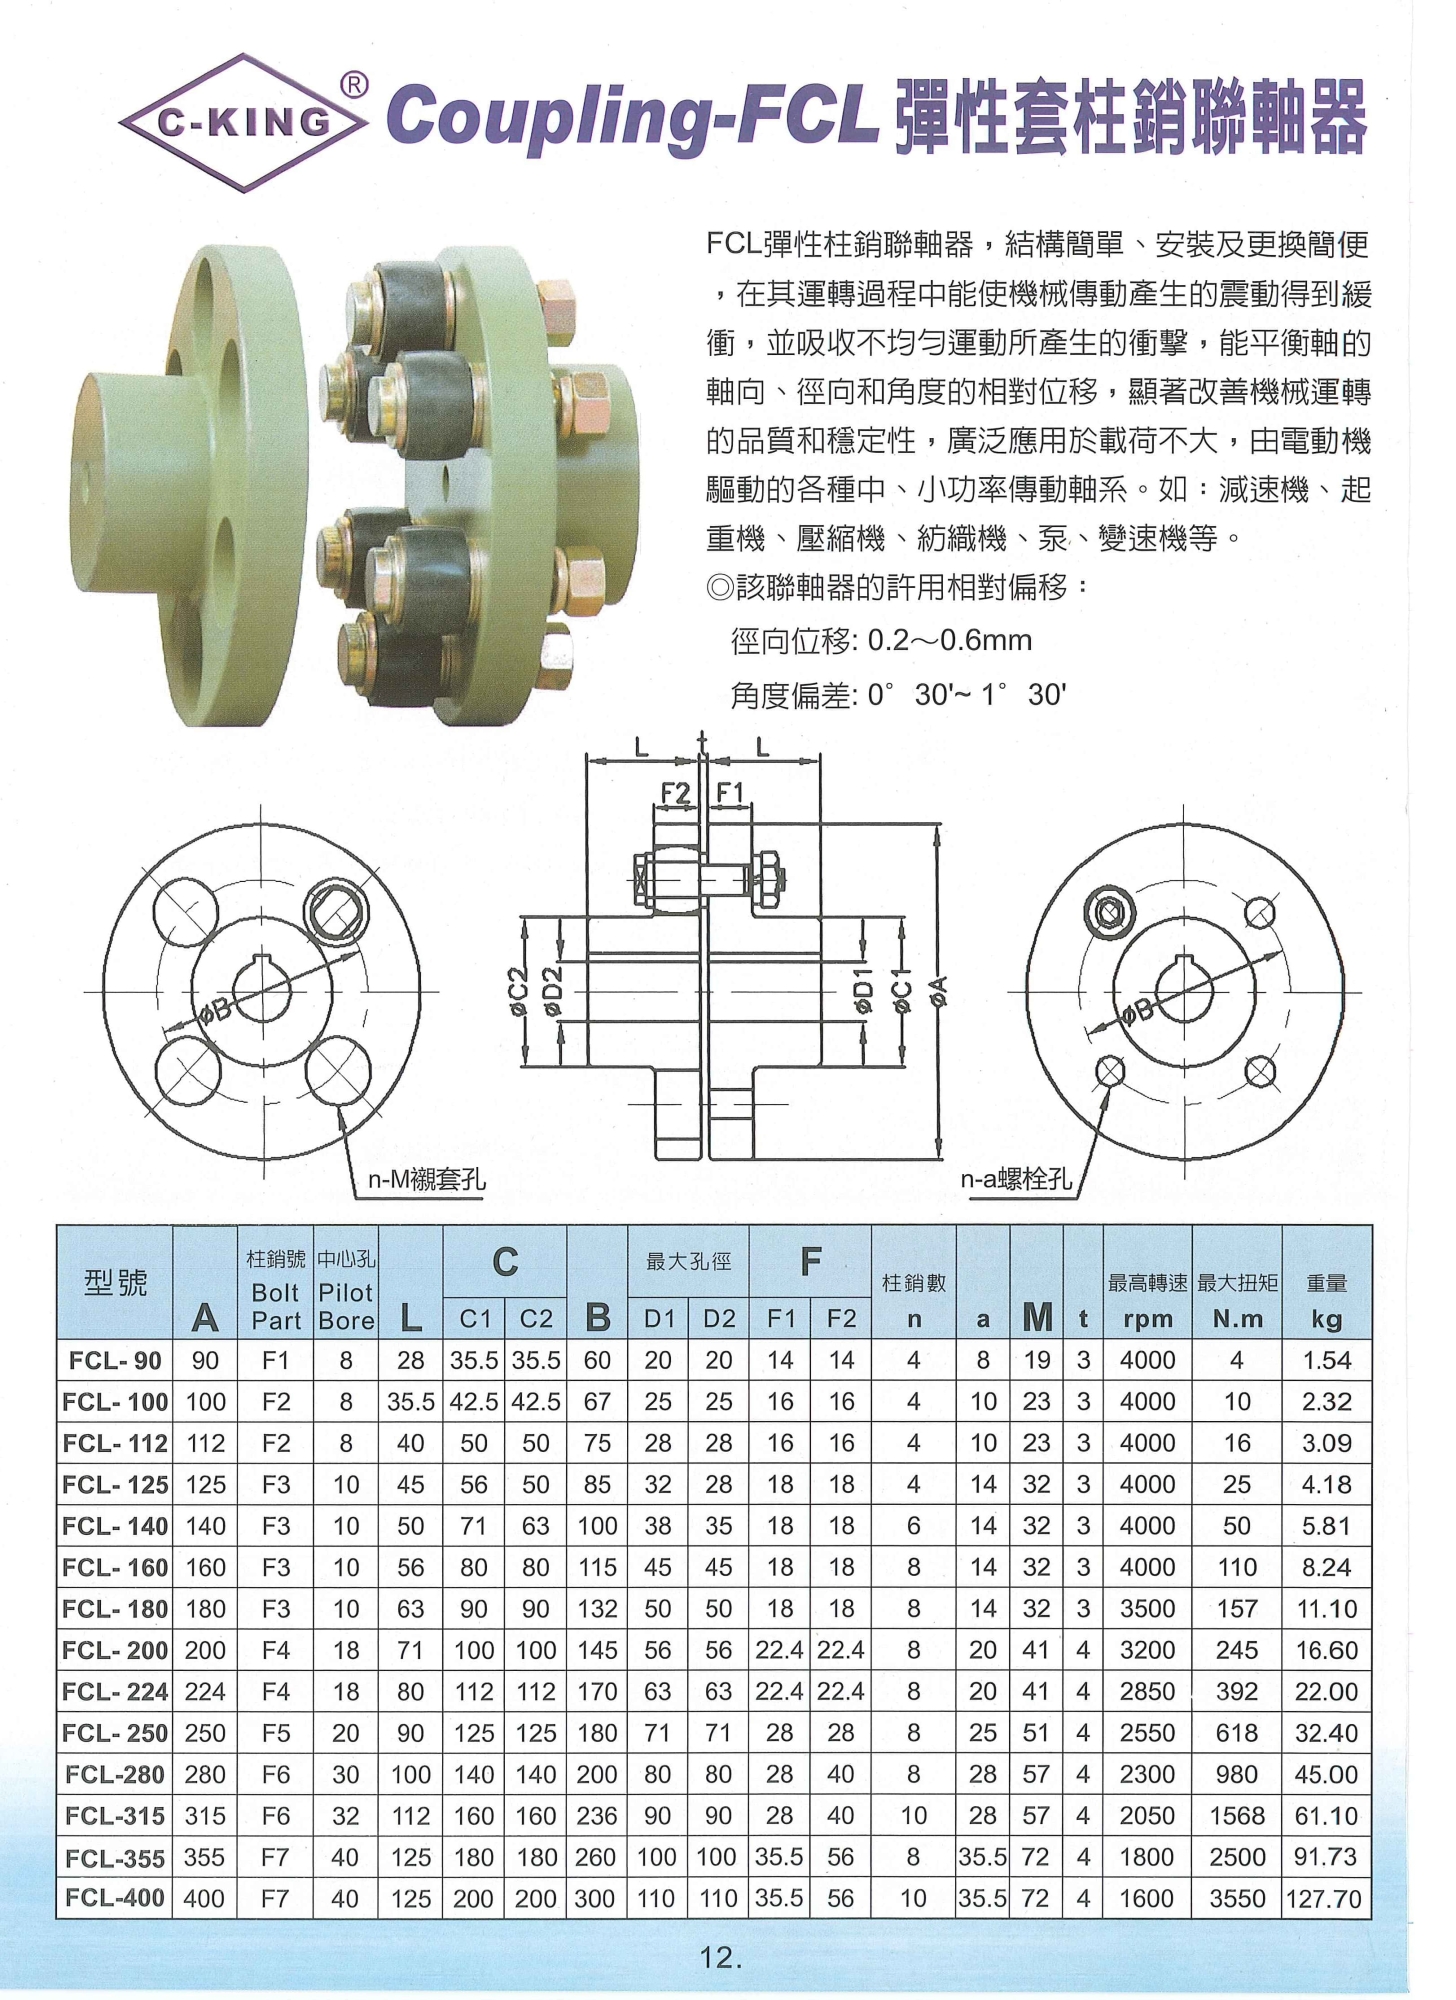 C-KING®
Coupling-FCL 彈性套柱銷聯軸器
FCL彈性柱銷聯軸器，結構簡單、安裝及更換簡便
，在其運轉過程中能使機械傳動產生的震動得到緩
衝，並吸收不均勻運動所產生的衝擊，能平衡軸的
軸向、徑向和角度的相對位移，顯著改善機械運轉
的品質和穩定性，廣泛應用於載荷不大，由電動機
驅動的各種中、小功率傳動軸系。如：減速機、起
重機、壓縮機、紡織機、泵、變速機等。
◎該聯軸器的許用相對偏移：
徑向位移: 0.2～0.6mm
角度偏差: 0° 30'~ 1° 30'
L t L
F2 F1
øB
øC2 øD2 øD1 øC1 øA
øB
n-M襯套孔
n-a螺栓孔
型號 A 柱銷號 Bolt Part 中心孔 Pilot Bore L C B 最大孔徑 F 柱銷數 n a M t 最高轉速 rpm 最大扭矩 N.m 重量 kg
C1 C2 D1 D2 F1 F2
FCL- 90 90 F1 8 28 35.5 35.5 60 20 20 14 14 4 8 19 3 4000 4 1.54
FCL- 100 100 F2 8 35.5 42.5 42.5 67 25 25 16 16 4 10 23 3 4000 10 2.32
FCL- 112 112 F2 8 40 50 50 75 28 28 16 16 4 10 23 3 4000 16 3.09
FCL- 125 125 F3 10 45 56 50 85 32 28 18 18 4 14 32 3 4000 25 4.18
FCL- 140 140 F3 10 50 71 63 100 38 35 18 18 6 14 32 3 4000 50 5.81
FCL- 160 160 F3 10 56 80 80 115 45 45 18 18 8 14 32 3 4000 110 8.24
FCL- 180 180 F3 10 63 90 90 132 50 50 18 18 8 14 32 3 3500 157 11.10
FCL- 200 200 F4 18 71 100 100 145 56 56 22.4 22.4 8 20 41 4 3200 245 16.60
FCL- 224 224 F4 18 80 112 112 170 63 63 22.4 22.4 8 20 41 4 2850 392 22.00
FCL- 250 250 F5 20 90 125 125 180 71 71 28 28 8 25 51 4 2550 618 32.40
FCL-280 280 F6 30 100 140 140 200 80 80 28 40 8 28 57 4 2300 980 45.00
FCL-315 315 F6 32 112 160 160 236 90 90 28 40 10 28 57 4 2050 1568 61.10
FCL-355 355 F7 40 125 180 180 260 100 100 35.5 56 8 35.5 72 4 1800 2500 91.73
FCL-400 400 F7 40 125 200 200 300 110 110 35.5 56 10 35.5 72 4 1600 3550 127.70
12.